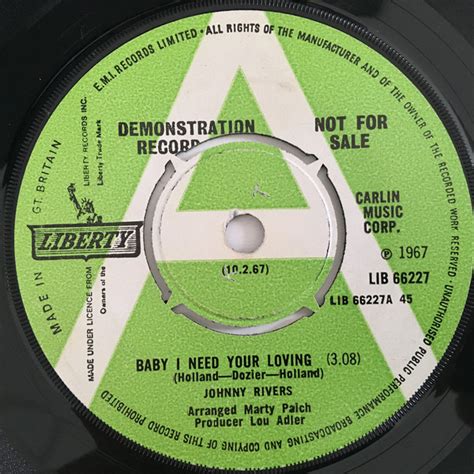 E.M.I. RECORDS LIMITED • ALL RIGHTS OF THE MANUFACTURER AND OF THE OWNER OF THE RECORDED WORK RESERVED • UNAUTHORISED PUBLIC PERFORMANCE BROADCASTING AND COPYING OF THIS RECORD PROHIBITED
MADE IN GT. BRITAIN
MADE UNDER LICENCE FROM LIBERTY RECORDS INC.
Owners of the Liberty Trade Mark
DEMONSTRATION
RECORD
NOT FOR
SALE
LIBERTY
CARLIN
MUSIC
CORP.
℗ 1967
(10.2.67)
LIB 66227
LIB 66227A 45
BABY I NEED YOUR LOVING (3.08)
(Holland—Dozier—Holland)
JOHNNY RIVERS
Arranged Marty Paich
Producer Lou Adler
A